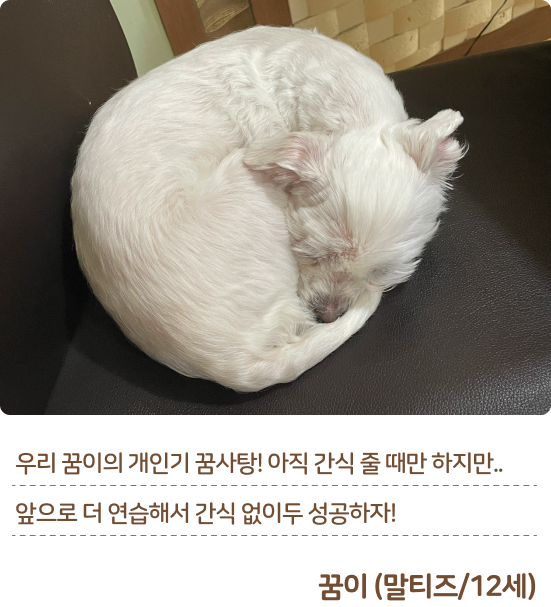 우리 꿈이의 개인기 꿈사탕! 아직 간식 줄 때만 하지만..
앞으로 더 연습해서 간식 없이두 성공하자!
꿈이 (말티즈/12세)